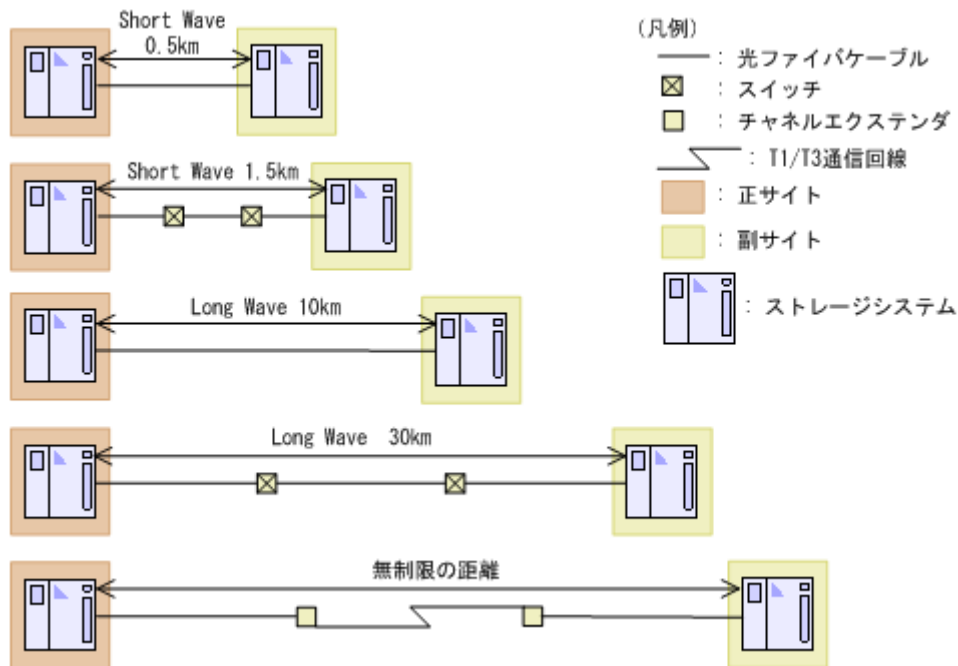 Short Wave
0.5km
Short Wave 1.5km
Long Wave 10km
Long Wave 30km
無制限の距離
(凡例)
: 光ファイバケーブル
: スイッチ
: チャネルエクステンダ
: T1/T3通信回線
: 正サイト
: 副サイト
: ストレージシステム